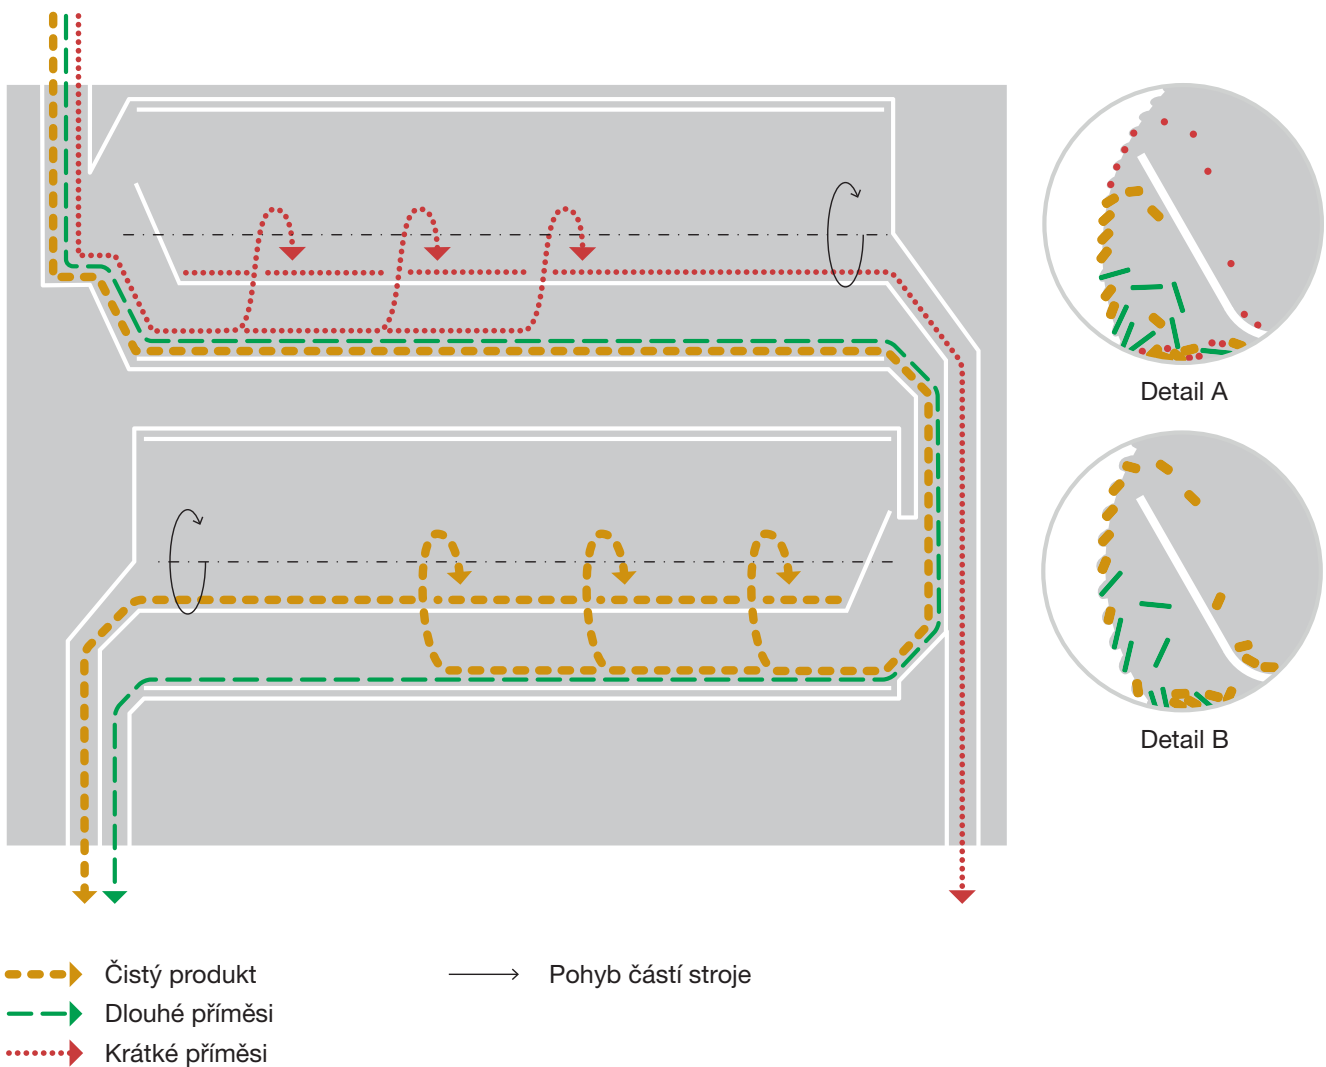 Detail A
Detail B
Čistý produkt
Pohyb částí stroje
Dlouhé příměsi
Krátké příměsi